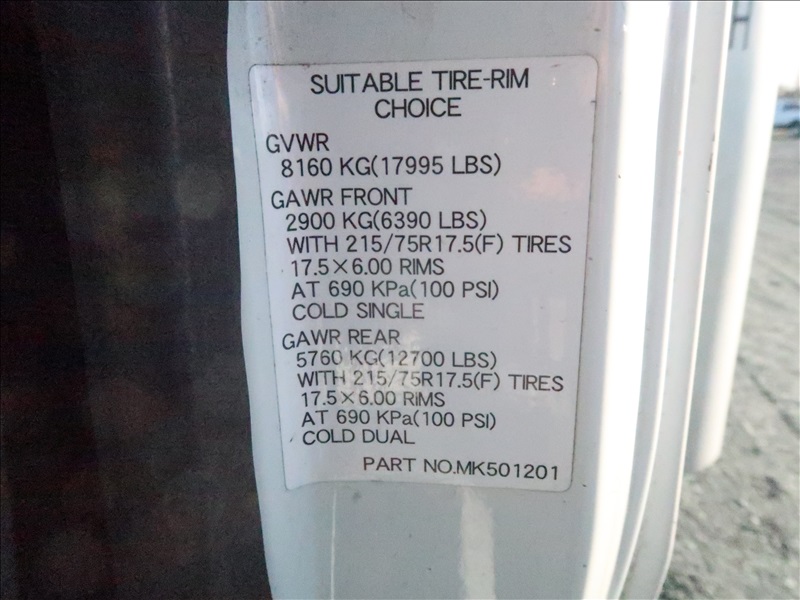 SUITABLE TIRE-RIM
CHOICE
GVWR
8160 KG(17995 LBS)
GAWR FRONT
2900 KG(6390 LBS)
WITH 215/75R17.5(F) TIRES
17.5×6.00 RIMS
AT 690 KPa(100 PSI)
COLD SINGLE
GAWR REAR
5760 KG(12700 LBS)
WITH 215/75R17.5(F) TIRES
17.5×6.00 RIMS
AT 690 KPa(100 PSI)
COLD DUAL
PART NO.MK501201